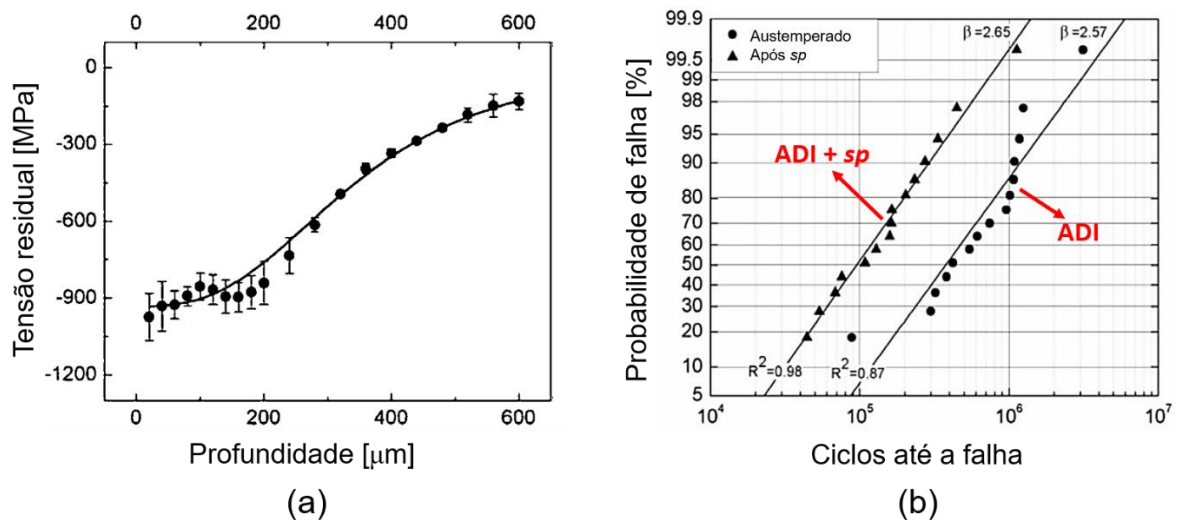 0 200 400 600
0
-300
-600
-900
-1200
Tensão residual [MPa]
0 200 400 600
Profundidade [µm]
(a)
99.9
99.5
99
98
95
90
80
70
60
50
40
30
20
10
5
Probabilidade de falha [%]
Austemperado
Após sp
β=2.65
β=2.57
ADI + sp
ADI
R²=0.98
R²=0.87
10⁴ 10⁵ 10⁶ 10⁷
Ciclos até a falha
(b)